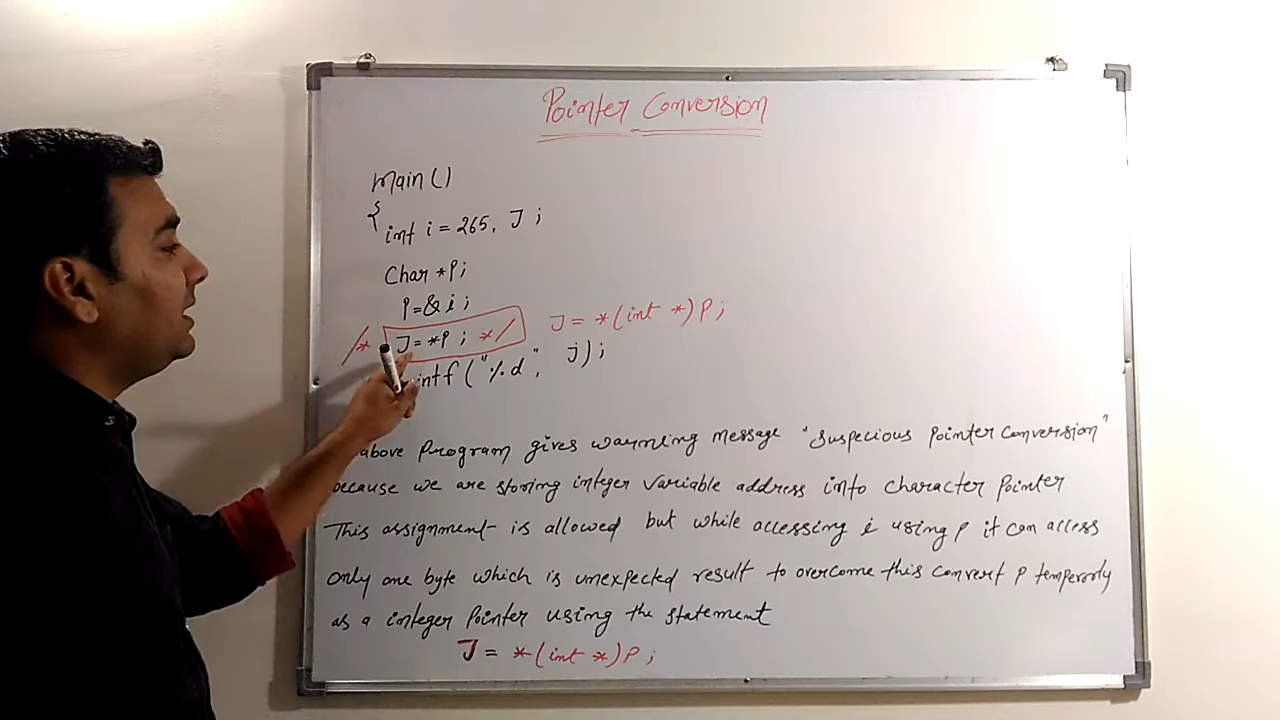 Pointer Conversion
main ()
{
int i = 265, J ;
Char *P ;
P = & i ;
/* J = *P ; */ J = *(int *) P ;
intf ( "%d", j ) ;
above Program gives warnning message "Suspecious Pointer Conversion"
because we are storing integer variable address into character Pointer
This assignment is allowed but while accessing i using P it can access
only one byte which is unexpected result to overcome this convert P temperorly
as a integer Pointer using the statement
J = *(int *) P ;